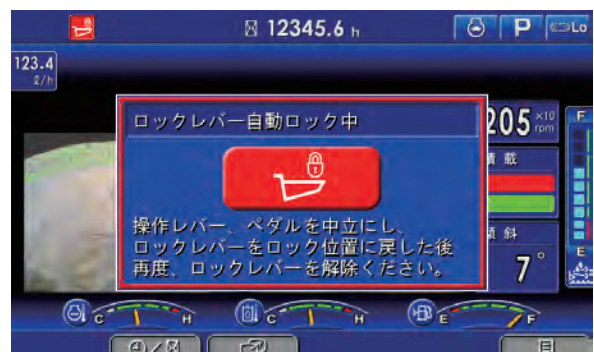 12345.6 h
P
Lo
123.4
ℓ/h
ロックレバー自動ロック中
操作レバー、ペダルを中立にし、
ロックレバーをロック位置に戻した後
再度、ロックレバーを解除ください。
205 ×10 rpm
積載
傾斜
7°
F
E
C H
C H
E F